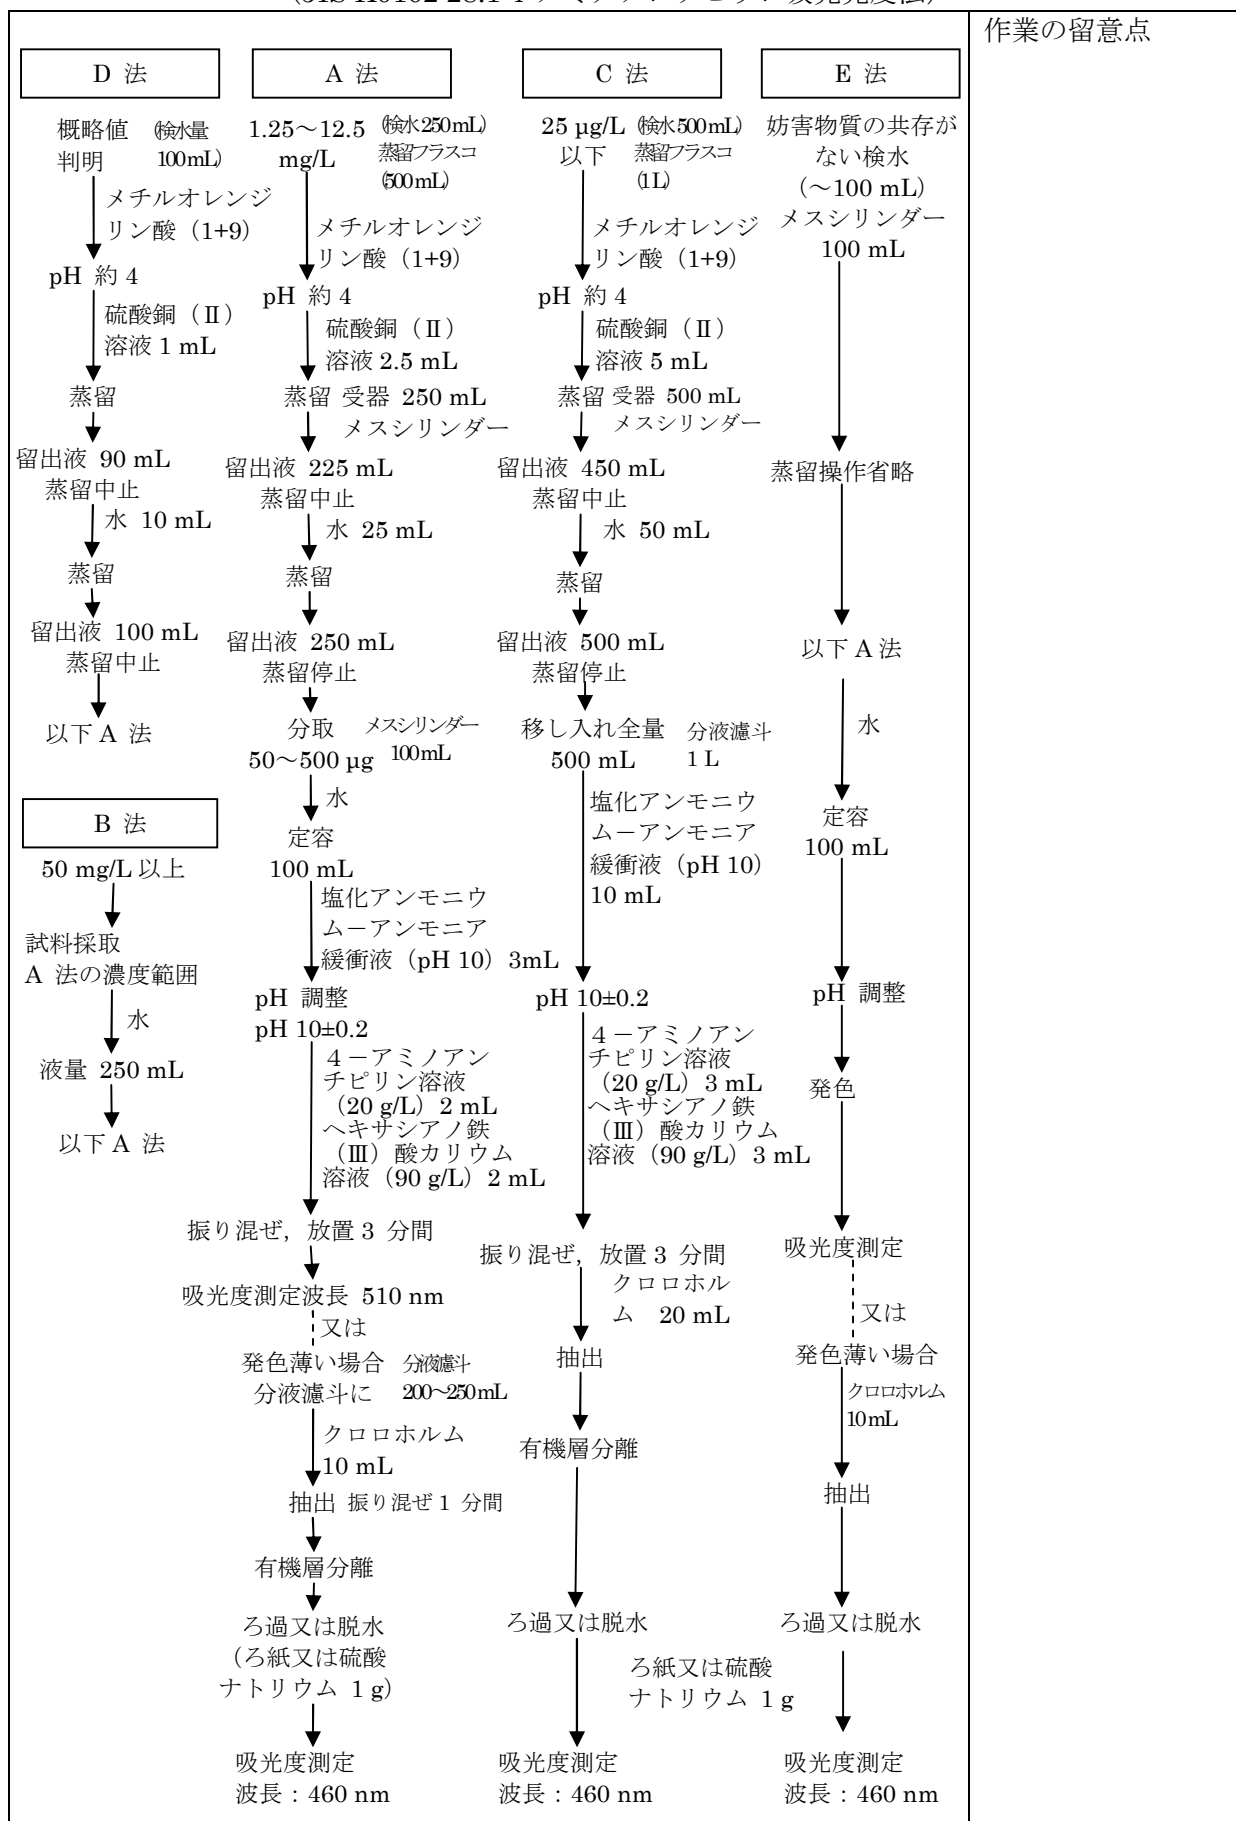 作業の留意点
D 法
概略値 (検水量
判明 100mL)
メチルオレンジ
リン酸(1+9)
pH 約 4
硫酸銅(Ⅱ)
溶液 1 mL
蒸留
留出液 90 mL
蒸留中止
水 10 mL
蒸留
留出液 100 mL
蒸留中止
以下 A 法
B 法
50 mg/L 以上
試料採取
A 法の濃度範囲
水
液量 250 mL
以下 A 法
A 法
1.25~12.5 (検水 250mL)
mg/L 蒸留フラスコ
(500mL)
メチルオレンジ
リン酸(1+9)
pH 約 4
硫酸銅(Ⅱ)
溶液 2.5 mL
蒸留 受器 250 mL
メスシリンダー
留出液 225 mL
蒸留中止
水 25 mL
蒸留
留出液 250 mL
蒸留停止
分取 メスシリンダー
50~500 μg 100mL
水
定容
100 mL
塩化アンモニウ
ム-アンモニア
緩衝液(pH 10)3mL
pH 調整
pH 10±0.2
4-アミノアン
チピリン溶液
(20 g/L)2 mL
ヘキサシアノ鉄
(Ⅲ)酸カリウム
溶液(90 g/L)2 mL
振り混ぜ,放置 3 分間
吸光度測定波長 510 nm
又は
発色薄い場合 分液濾斗
分液濾斗に 200~250mL
クロロホルム
10 mL
抽出 振り混ぜ 1 分間
有機層分離
ろ過又は脱水
(ろ紙又は硫酸
ナトリウム 1 g)
吸光度測定
波長:460 nm
C 法
25 μg/L (検水 500mL)
以下 蒸留フラスコ
(1 L)
メチルオレンジ
リン酸(1+9)
pH 約 4
硫酸銅(Ⅱ)
溶液 5 mL
蒸留 受器 500 mL
メスシリンダー
留出液 450 mL
蒸留中止
水 50 mL
蒸留
留出液 500 mL
蒸留停止
移し入れ全量 分液濾斗
500 mL 1 L
塩化アンモニウ
ム-アンモニア
緩衝液(pH 10)
10 mL
pH 10±0.2
4-アミノアン
チピリン溶液
(20 g/L)3 mL
ヘキサシアノ鉄
(Ⅲ)酸カリウム
溶液(90 g/L)3 mL
振り混ぜ,放置 3 分間
クロロホル
ム 20 mL
抽出
有機層分離
ろ過又は脱水
ろ紙又は硫酸
ナトリウム 1 g
吸光度測定
波長:460 nm
E 法
妨害物質の共存が
ない検水
(~100 mL)
メスシリンダー
100 mL
蒸留操作省略
以下 A 法
水
定容
100 mL
pH 調整
発色
吸光度測定
又は
発色薄い場合
クロロホルム
10mL
抽出
ろ過又は脱水
吸光度測定
波長:460 nm